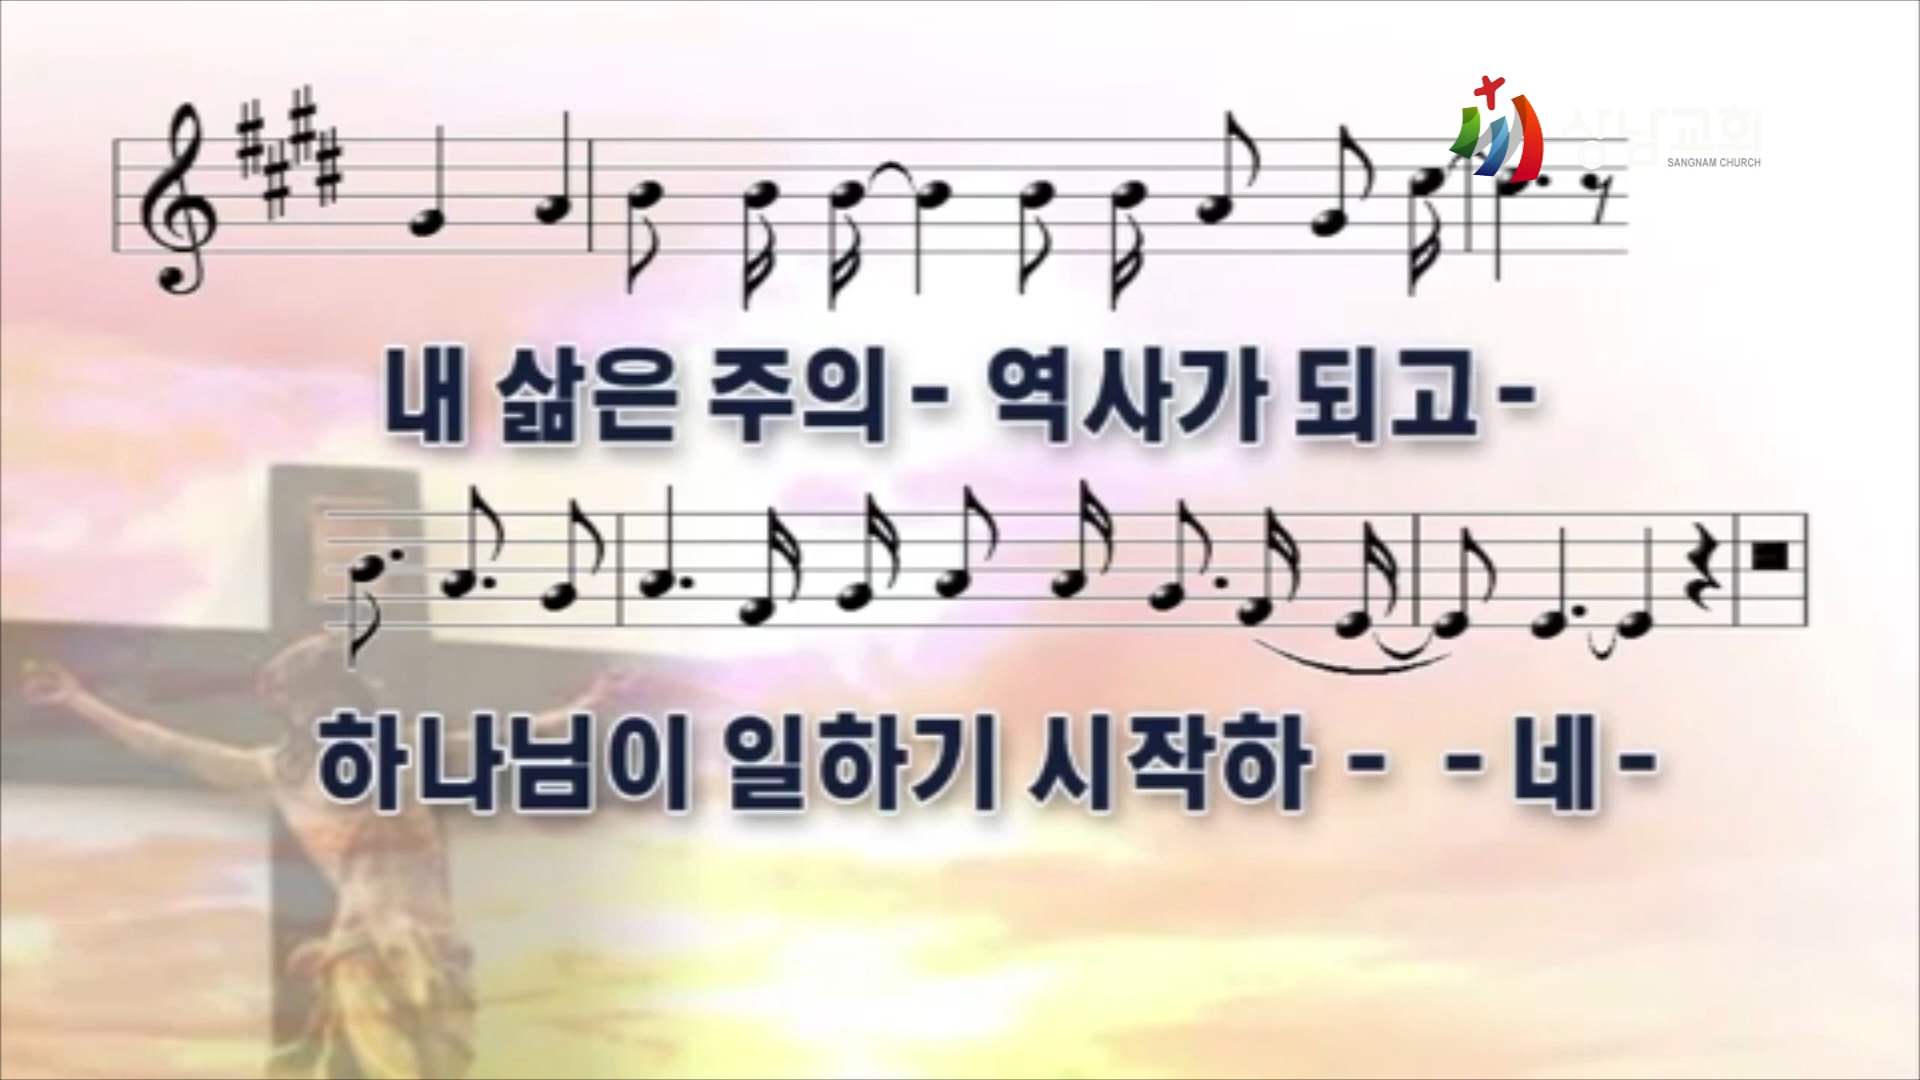 상남교회
SANGNAM CHURCH
내 삶은 주의- 역사가 되고-
하나님이 일하기 시작하 - - 네-